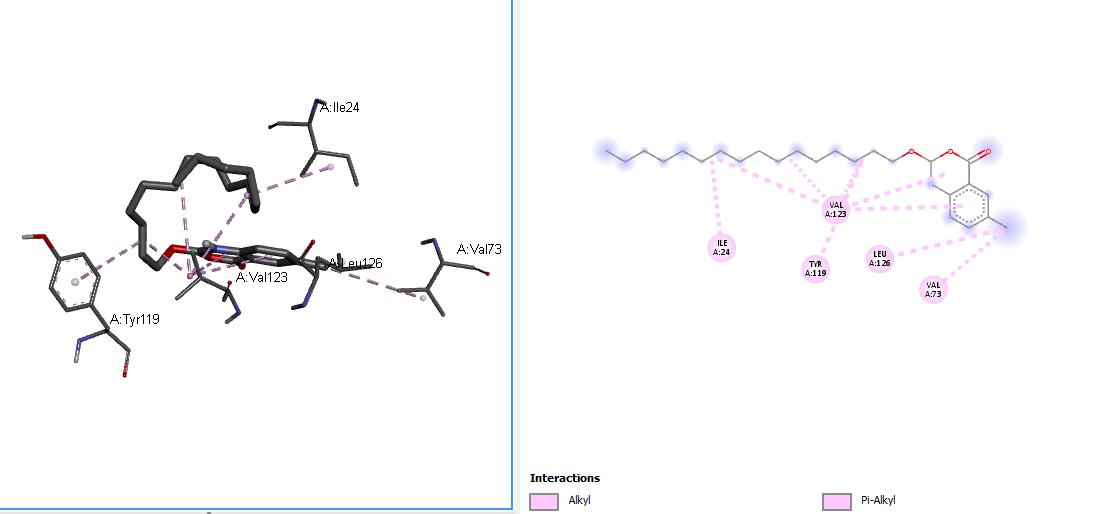 A:Ile24
A:Val73
A:Leu126
A:Val123
A:Tyr119
VAL
A:123
ILE
A:24
TYR
A:119
LEU
A:126
VAL
A:73
Interactions
Alkyl
Pi-Alkyl